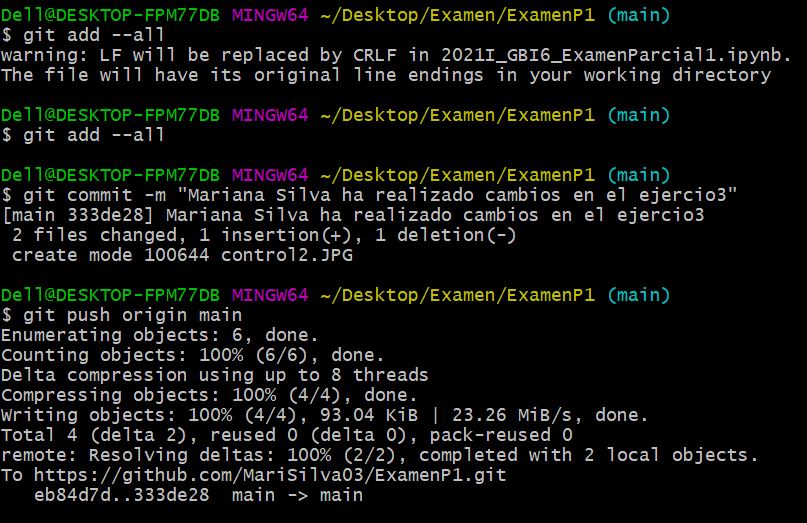 Dell@DESKTOP-FPM77DB MINGW64 ~/Desktop/Examen/ExamenP1 (main)
$ git add --all
warning: LF will be replaced by CRLF in 2021I_GBI6_ExamenParcial1.ipynb.
The file will have its original line endings in your working directory
Dell@DESKTOP-FPM77DB MINGW64 ~/Desktop/Examen/ExamenP1 (main)
$ git add --all
Dell@DESKTOP-FPM77DB MINGW64 ~/Desktop/Examen/ExamenP1 (main)
$ git commit -m "Mariana Silva ha realizado cambios en el ejercio3"
[main 333de28] Mariana Silva ha realizado cambios en el ejercio3
 2 files changed, 1 insertion(+), 1 deletion(-)
 create mode 100644 control2.JPG
Dell@DESKTOP-FPM77DB MINGW64 ~/Desktop/Examen/ExamenP1 (main)
$ git push origin main
Enumerating objects: 6, done.
Counting objects: 100% (6/6), done.
Delta compression using up to 8 threads
Compressing objects: 100% (4/4), done.
Writing objects: 100% (4/4), 93.04 KiB | 23.26 MiB/s, done.
Total 4 (delta 2), reused 0 (delta 0), pack-reused 0
remote: Resolving deltas: 100% (2/2), completed with 2 local objects.
To https://github.com/MariSilva03/ExamenP1.git
   eb84d7d..333de28  main -> main